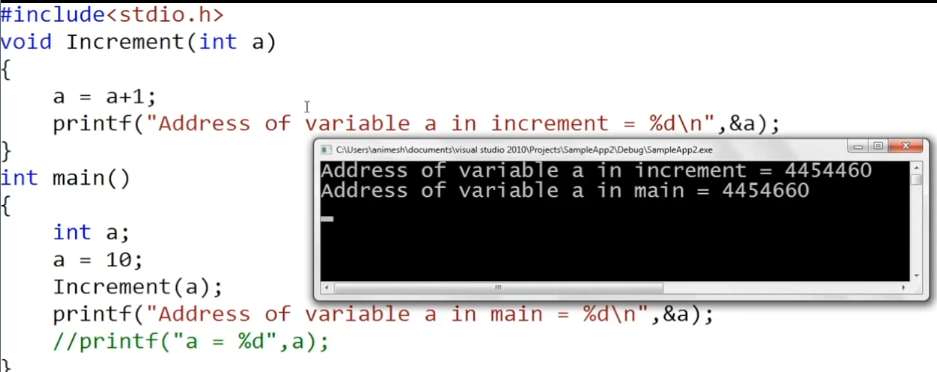 #include<stdio.h>
void Increment(int a)
{
a = a+1;
printf("Address of variable a in increment = %d\n",&a);
}
int main()
{
int a;
a = 10;
Increment(a);
printf("Address of variable a in main = %d\n",&a);
//printf("a = %d",a);
}
C:\Users\animesh\documents\visual studio 2010\Projects\SampleApp2\Debug\SampleApp2.exe
Address of variable a in increment = 4454460
Address of variable a in main = 4454660